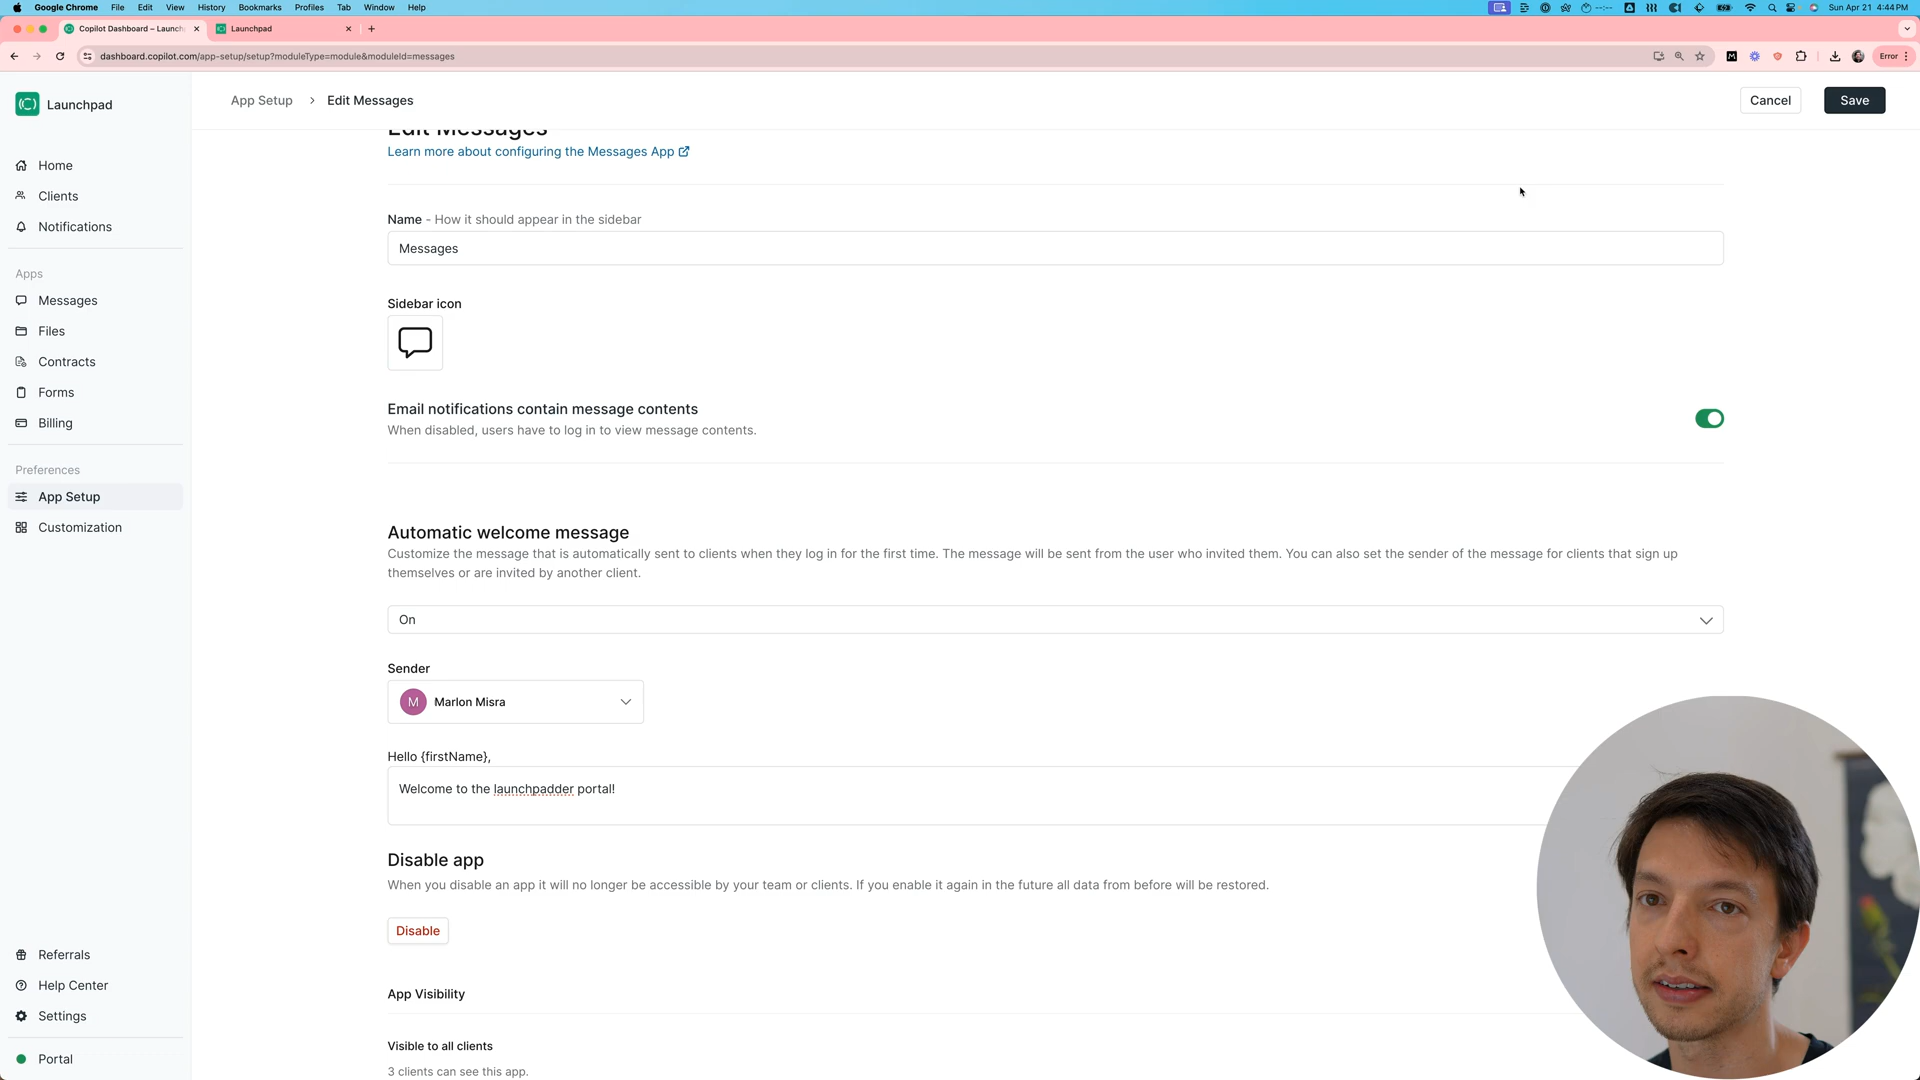 Google Chrome File Edit View History Bookmarks Profiles Tab Window Help
Sun Apr 21 4:44 PM
Copilot Dashboard – Launch
Launchpad
dashboard.copilot.com/app-setup/setup?moduleType=module&moduleId=messages
Error
Launchpad
Home
Clients
Notifications
Apps
Messages
Files
Contracts
Forms
Billing
Preferences
App Setup
Customization
Referrals
Help Center
Settings
Portal
App Setup > Edit Messages
Cancel
Save
Edit Messages
Learn more about configuring the Messages App
Name - How it should appear in the sidebar
Messages
Sidebar icon
Email notifications contain message contents
When disabled, users have to log in to view message contents.
Automatic welcome message
Customize the message that is automatically sent to clients when they log in for the first time. The message will be sent from the user who invited them. You can also set the sender of the message for clients that sign up
themselves or are invited by another client.
On
Sender
M Marlon Misra
Hello {firstName},
Welcome to the launchpadder portal!
Disable app
When you disable an app it will no longer be accessible by your team or clients. If you enable it again in the future all data from before will be restored.
Disable
App Visibility
Visible to all clients
3 clients can see this app.